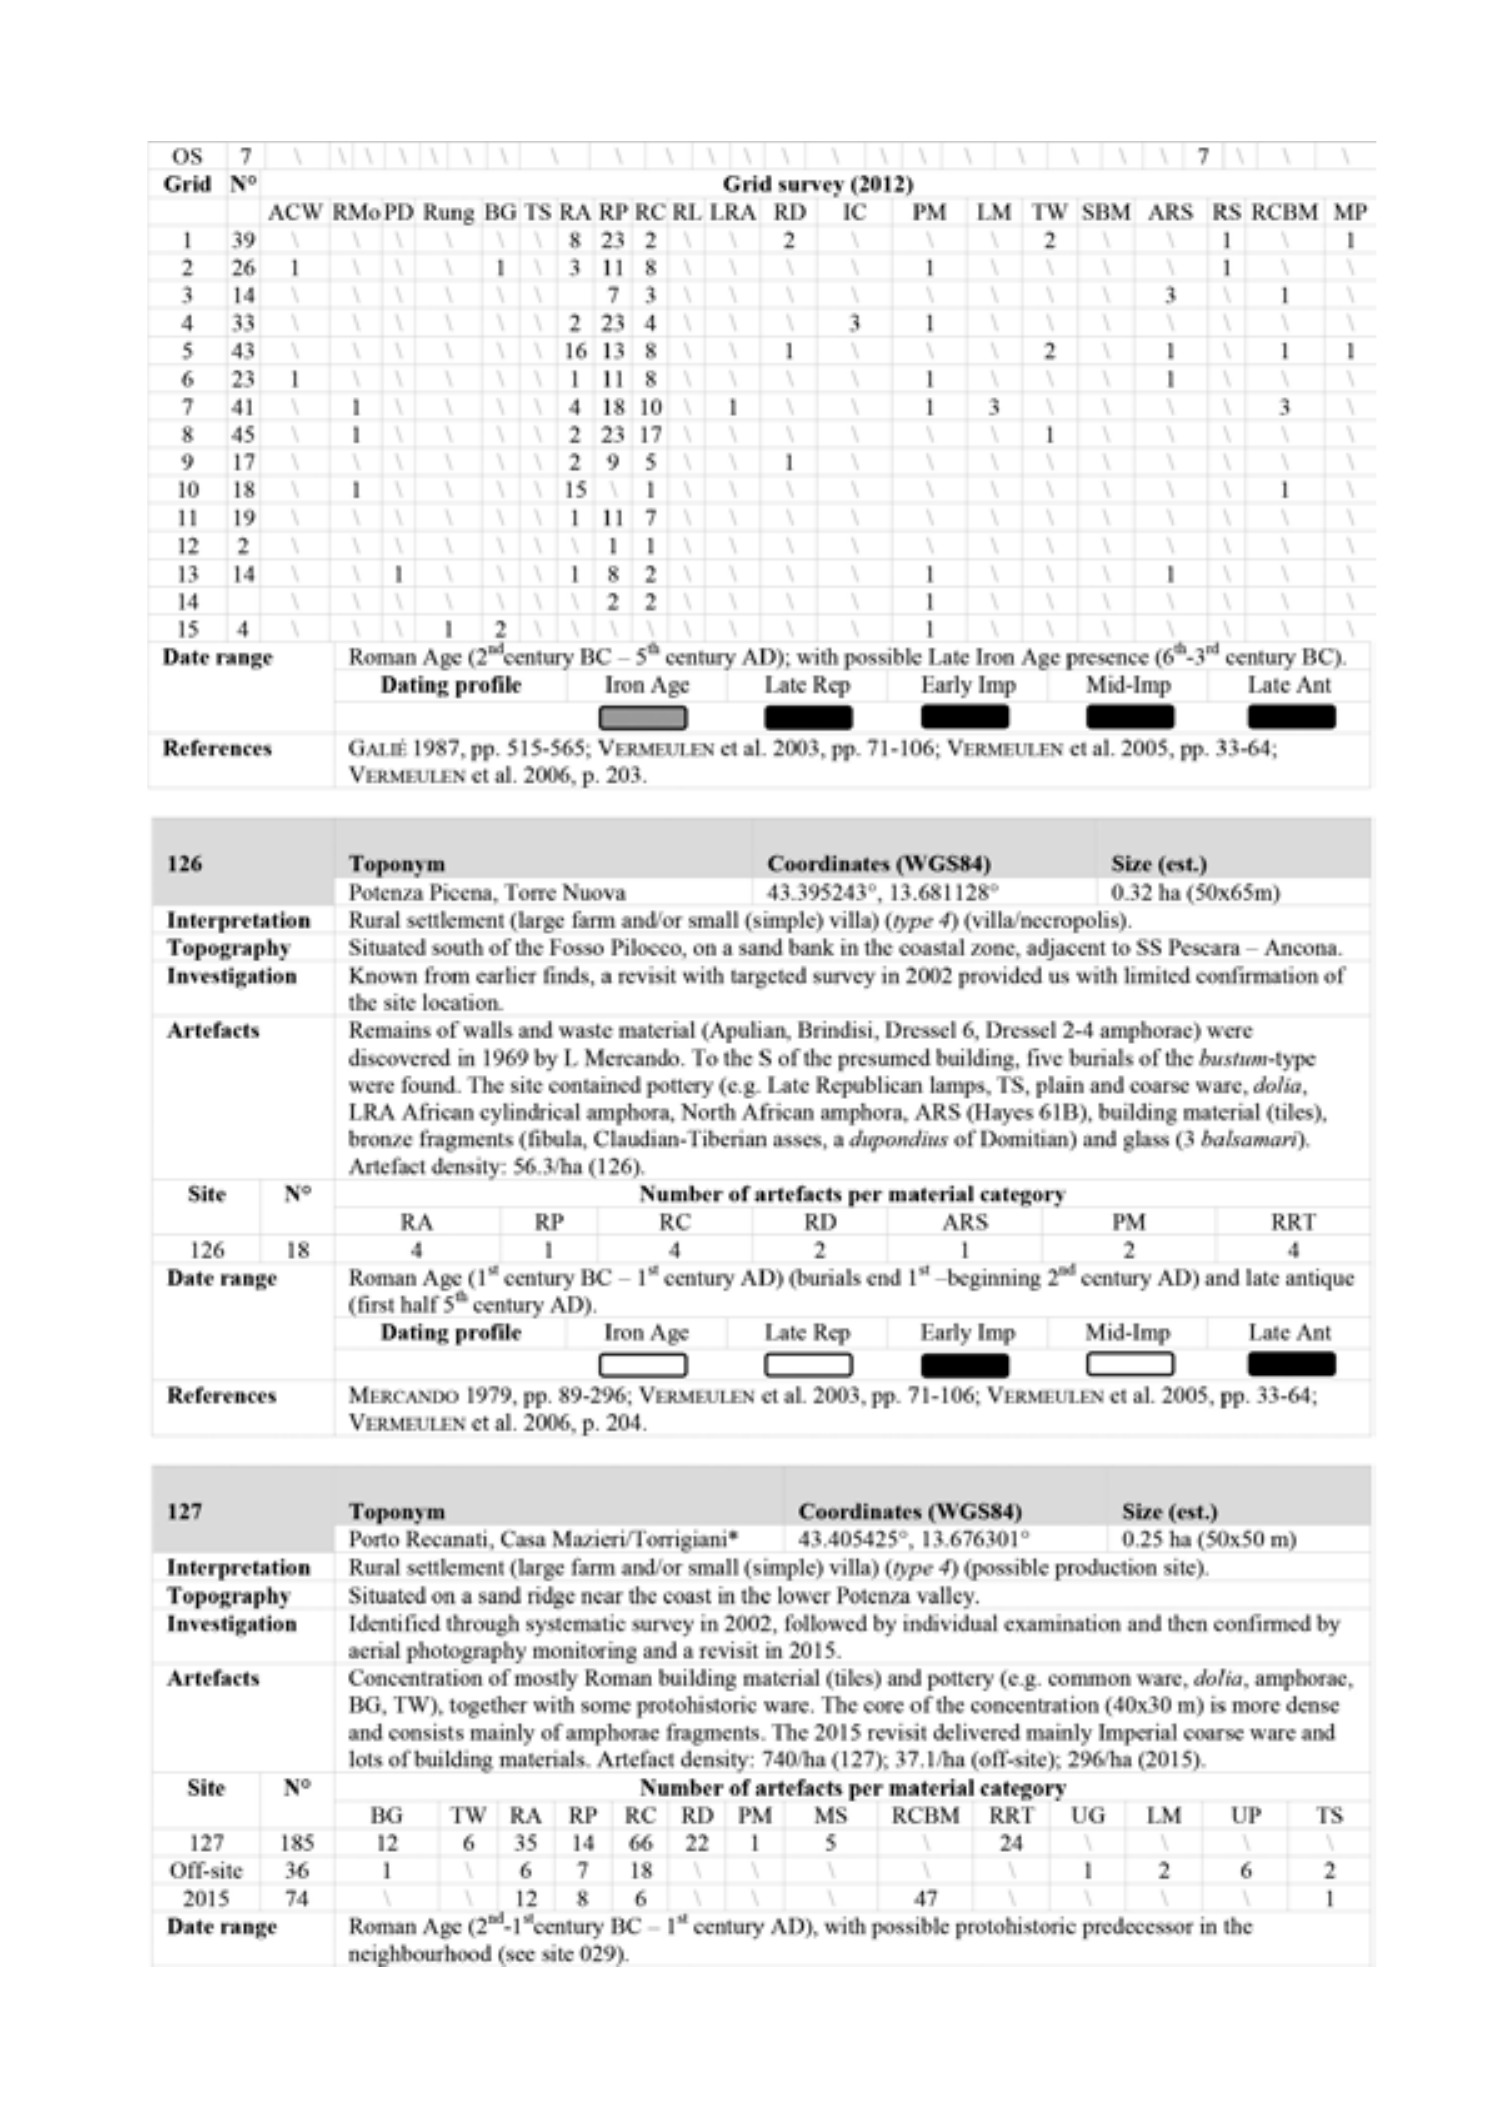 OS 7 \ \ \ \ \ \ \ \ \ \ \ \ \ \ \ \ \ \ \ \ 7 \ \ \
Grid N° Grid survey (2012)
ACW RMo PD Rung BG TS RA RP RC RL LRA RD IC PM LM TW SBM ARS RS RCBM MP
1 39 \ \ \ \ \ \ 8 23 2 \ \ 2 \ \ \ 2 \ \ 1 \ 1
2 26 1 \ \ \ 1 \ 3 11 8 \ \ \ \ 1 \ \ \ \ 1 \ \
3 14 \ \ \ \ \ \ 7 3 \ \ \ \ \ \ \ \ 3 \ 1 \
4 33 \ \ \ \ \ \ 2 23 4 \ \ \ 3 1 \ \ \ \ \ \ \
5 43 \ \ \ \ \ \ 16 13 8 \ \ 1 \ \ \ 2 \ 1 \ 1 1
6 23 1 \ \ \ \ \ 1 11 8 \ \ \ \ 1 \ \ \ 1 \ \ \
7 41 \ 1 \ \ \ \ 4 18 10 \ 1 \ \ 1 3 \ \ \ \ 3 \
8 45 \ 1 \ \ \ \ 2 23 17 \ \ \ \ \ \ 1 \ \ \ \ \
9 17 \ \ \ \ \ \ 2 9 5 \ \ 1 \ \ \ \ \ \ \ \ \
10 18 \ 1 \ \ \ \ 15 \ 1 \ \ \ \ \ \ \ \ \ \ 1 \
11 19 \ \ \ \ \ \ 1 11 7 \ \ \ \ \ \ \ \ \ \ \ \
12 2 \ \ \ \ \ \ \ 1 1 \ \ \ \ \ \ \ \ \ \ \ \
13 14 \ \ 1 \ \ \ 1 8 2 \ \ \ \ 1 \ \ \ 1 \ \ \
14 \ \ \ \ \ \ \ 2 2 \ \ \ \ 1 \ \ \ \ \ \ \
15 4 \ \ \ 1 2 \ \ \ \ \ \ \ \ 1 \ \ \ \ \ \ \
Date range Roman Age (2nd century BC – 5th century AD); with possible Late Iron Age presence (6th-3rd century BC).
Dating profile Iron Age Late Rep Early Imp Mid-Imp Late Ant
References GALIÉ 1987, pp. 515-565; VERMEULEN et al. 2003, pp. 71-106; VERMEULEN et al. 2005, pp. 33-64;
VERMEULEN et al. 2006, p. 203.
126 Toponym Coordinates (WGS84) Size (est.)
Potenza Picena, Torre Nuova 43.395243°, 13.681128° 0.32 ha (50x65m)
Interpretation Rural settlement (large farm and/or small (simple) villa) (type 4) (villa/necropolis).
Topography Situated south of the Fosso Pilocco, on a sand bank in the coastal zone, adjacent to SS Pescara – Ancona.
Investigation Known from earlier finds, a revisit with targeted survey in 2002 provided us with limited confirmation of
the site location.
Artefacts Remains of walls and waste material (Apulian, Brindisi, Dressel 6, Dressel 2-4 amphorae) were
discovered in 1969 by L Mercando. To the S of the presumed building, five burials of the bustum-type
were found. The site contained pottery (e.g. Late Republican lamps, TS, plain and coarse ware, dolia,
LRA African cylindrical amphora, North African amphora, ARS (Hayes 61B), building material (tiles),
bronze fragments (fibula, Claudian-Tiberian asses, a dupondius of Domitian) and glass (3 balsamari).
Artefact density: 56.3/ha (126).
Site N° Number of artefacts per material category
RA RP RC RD ARS PM RRT
126 18 4 1 4 2 1 2 4
Date range Roman Age (1st century BC – 1st century AD) (burials end 1st –beginning 2nd century AD) and late antique
(first half 5th century AD).
Dating profile Iron Age Late Rep Early Imp Mid-Imp Late Ant
References MERCANDO 1979, pp. 89-296; VERMEULEN et al. 2003, pp. 71-106; VERMEULEN et al. 2005, pp. 33-64;
VERMEULEN et al. 2006, p. 204.
127 Toponym Coordinates (WGS84) Size (est.)
Porto Recanati, Casa Mazieri/Torrigiani* 43.405425°, 13.676301° 0.25 ha (50x50 m)
Interpretation Rural settlement (large farm and/or small (simple) villa) (type 4) (possible production site).
Topography Situated on a sand ridge near the coast in the lower Potenza valley.
Investigation Identified through systematic survey in 2002, followed by individual examination and then confirmed by
aerial photography monitoring and a revisit in 2015.
Artefacts Concentration of mostly Roman building material (tiles) and pottery (e.g. common ware, dolia, amphorae,
BG, TW), together with some protohistoric ware. The core of the concentration (40x30 m) is more dense
and consists mainly of amphorae fragments. The 2015 revisit delivered mainly Imperial coarse ware and
lots of building materials. Artefact density: 740/ha (127); 37.1/ha (off-site); 296/ha (2015).
Site N° Number of artefacts per material category
BG TW RA RP RC RD PM MS RCBM RRT UG LM UP TS
127 185 12 6 35 14 66 22 1 5 \ 24 \ \ \ \
Off-site 36 1 \ 6 7 18 \ \ \ \ \ 1 2 6 2
2015 74 \ \ 12 8 6 \ \ \ 47 \ \ \ \ 1
Date range Roman Age (2nd-1st century BC – 1st century AD), with possible protohistoric predecessor in the
neighbourhood (see site 029).